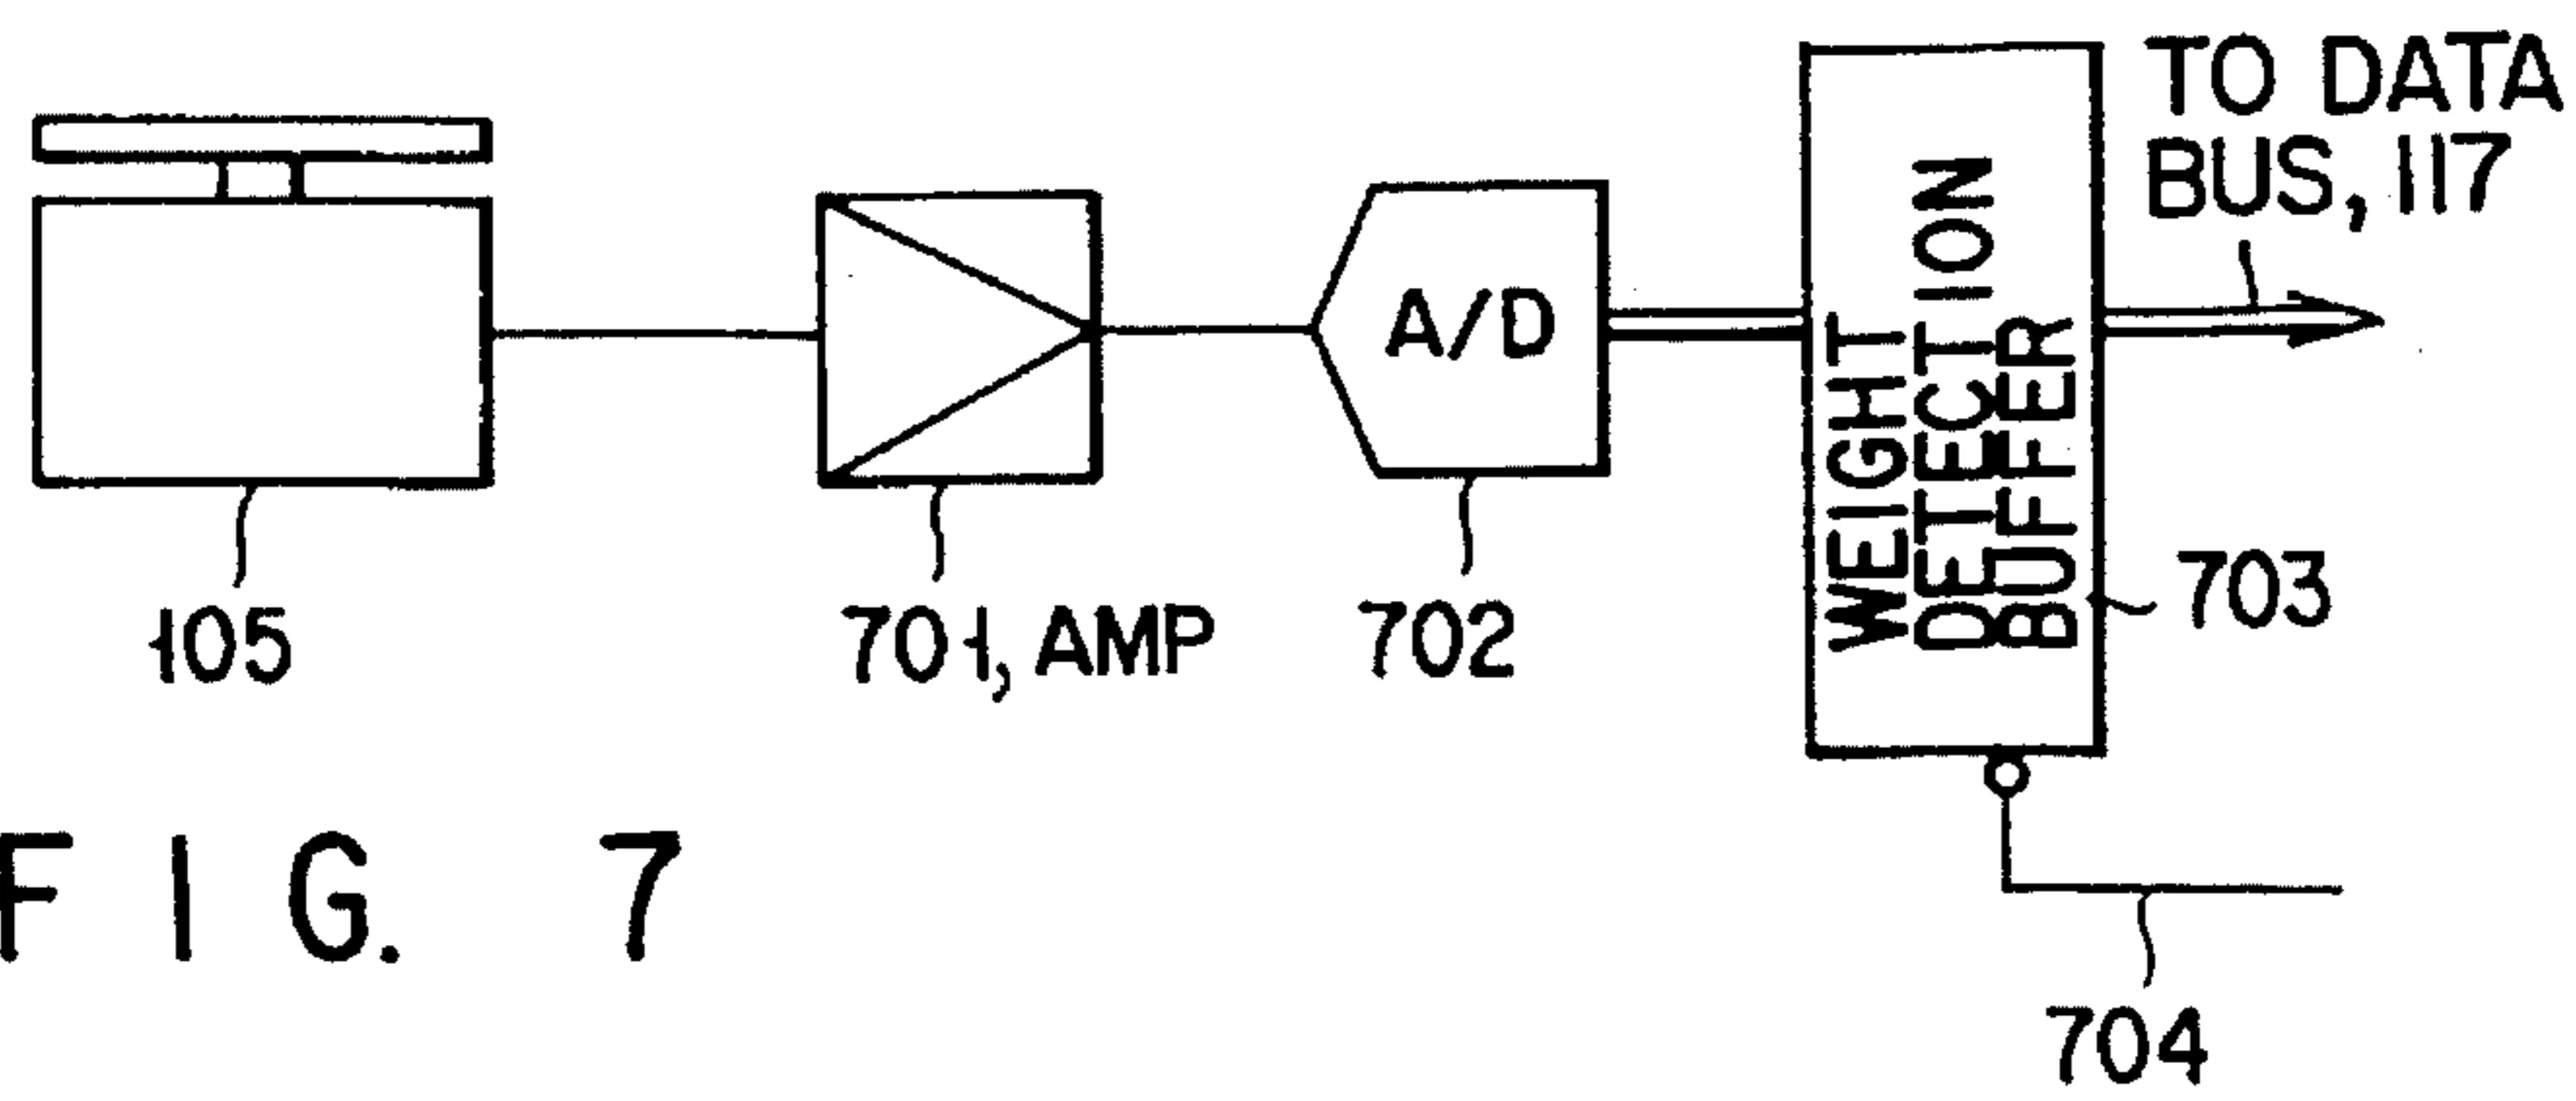 TO DATA
BUS, 117
A/D
WEIGHT
DETECTION
BUFFER
105
701, AMP
702
703
704
FIG. 7